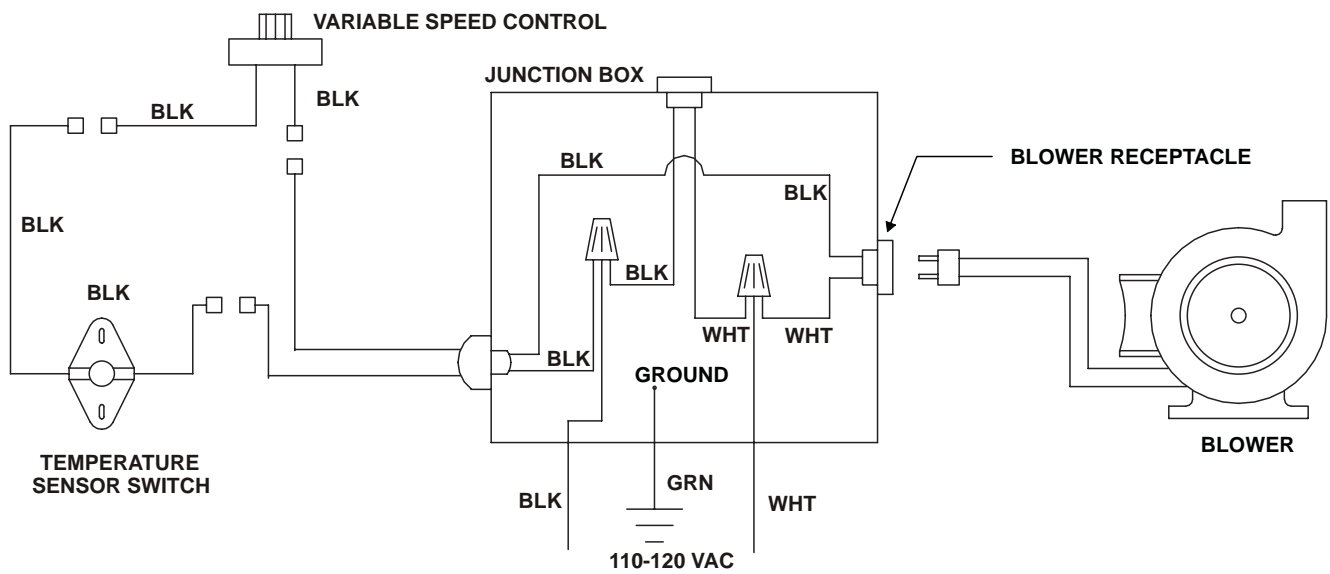 VARIABLE SPEED CONTROL
JUNCTION BOX
BLK
BLK
BLK
BLOWER RECEPTACLE
BLK
BLK
BLK
BLK
WHT
WHT
BLK
GROUND
BLOWER
TEMPERATURE
SENSOR SWITCH
GRN
BLK
WHT
110-120 VAC